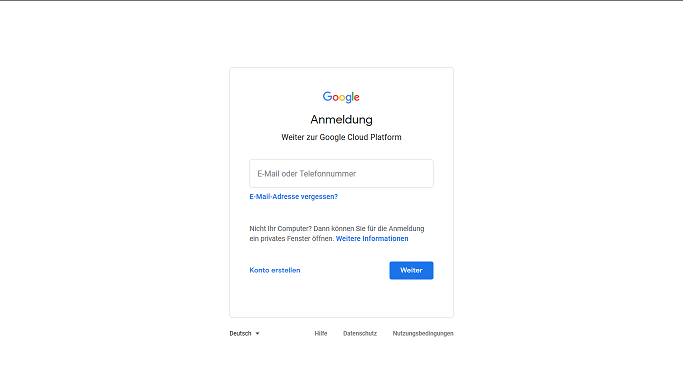 Google
Anmeldung
Weiter zur Google Cloud Platform
E-Mail oder Telefonnummer
E-Mail-Adresse vergessen?
Nicht Ihr Computer? Dann können Sie für die Anmeldung
ein privates Fenster öffnen. Weitere Informationen
Konto erstellen
Weiter
Deutsch
Hilfe
Datenschutz
Nutzungsbedingungen